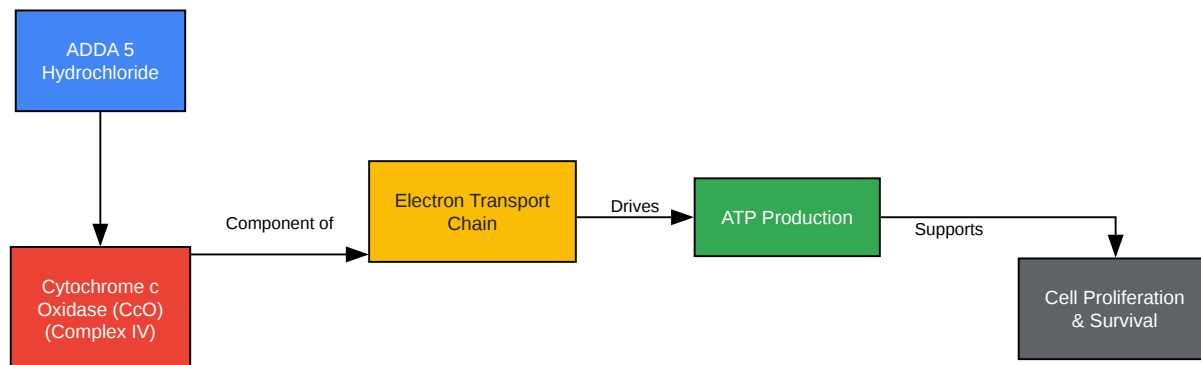 ADDA 5
Hydrochloride
Cytochrome c
Oxidase (CcO)
(Complex IV)
Component of
Electron Transport
Chain
Drives
ATP Production
Supports
Cell Proliferation
& Survival